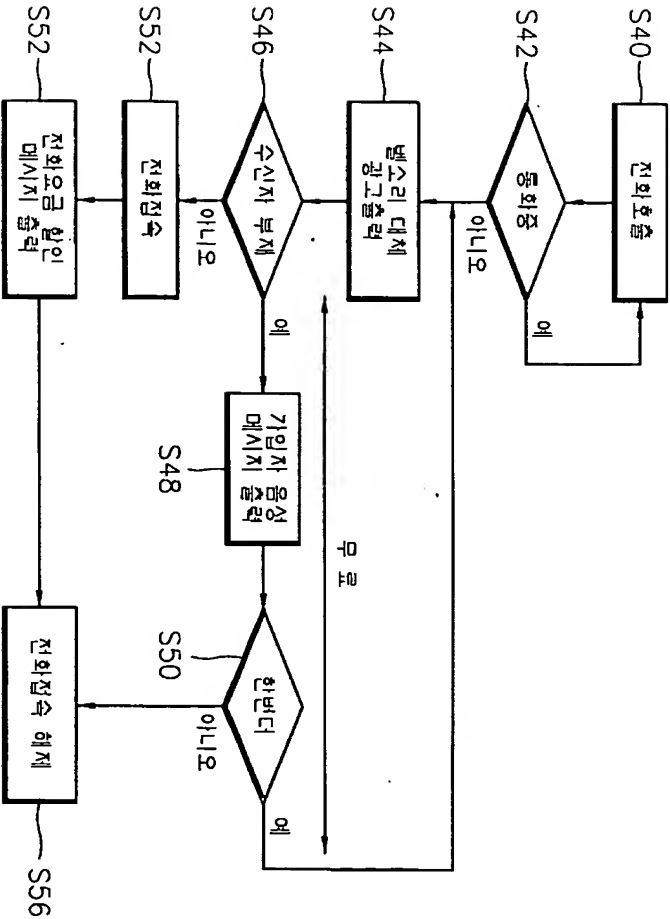 S40
전화호출
S42
통화중
예
아니오
S44
벨소리 대체
광고출력
무료
S46
수신자 부재
예
아니오
S48
가입자 음성
메시지 출력
S50
한번더
예
아니오
S52
전화접속
S52
전화요금 할인
메시지 출력
전화접속 해제
S56